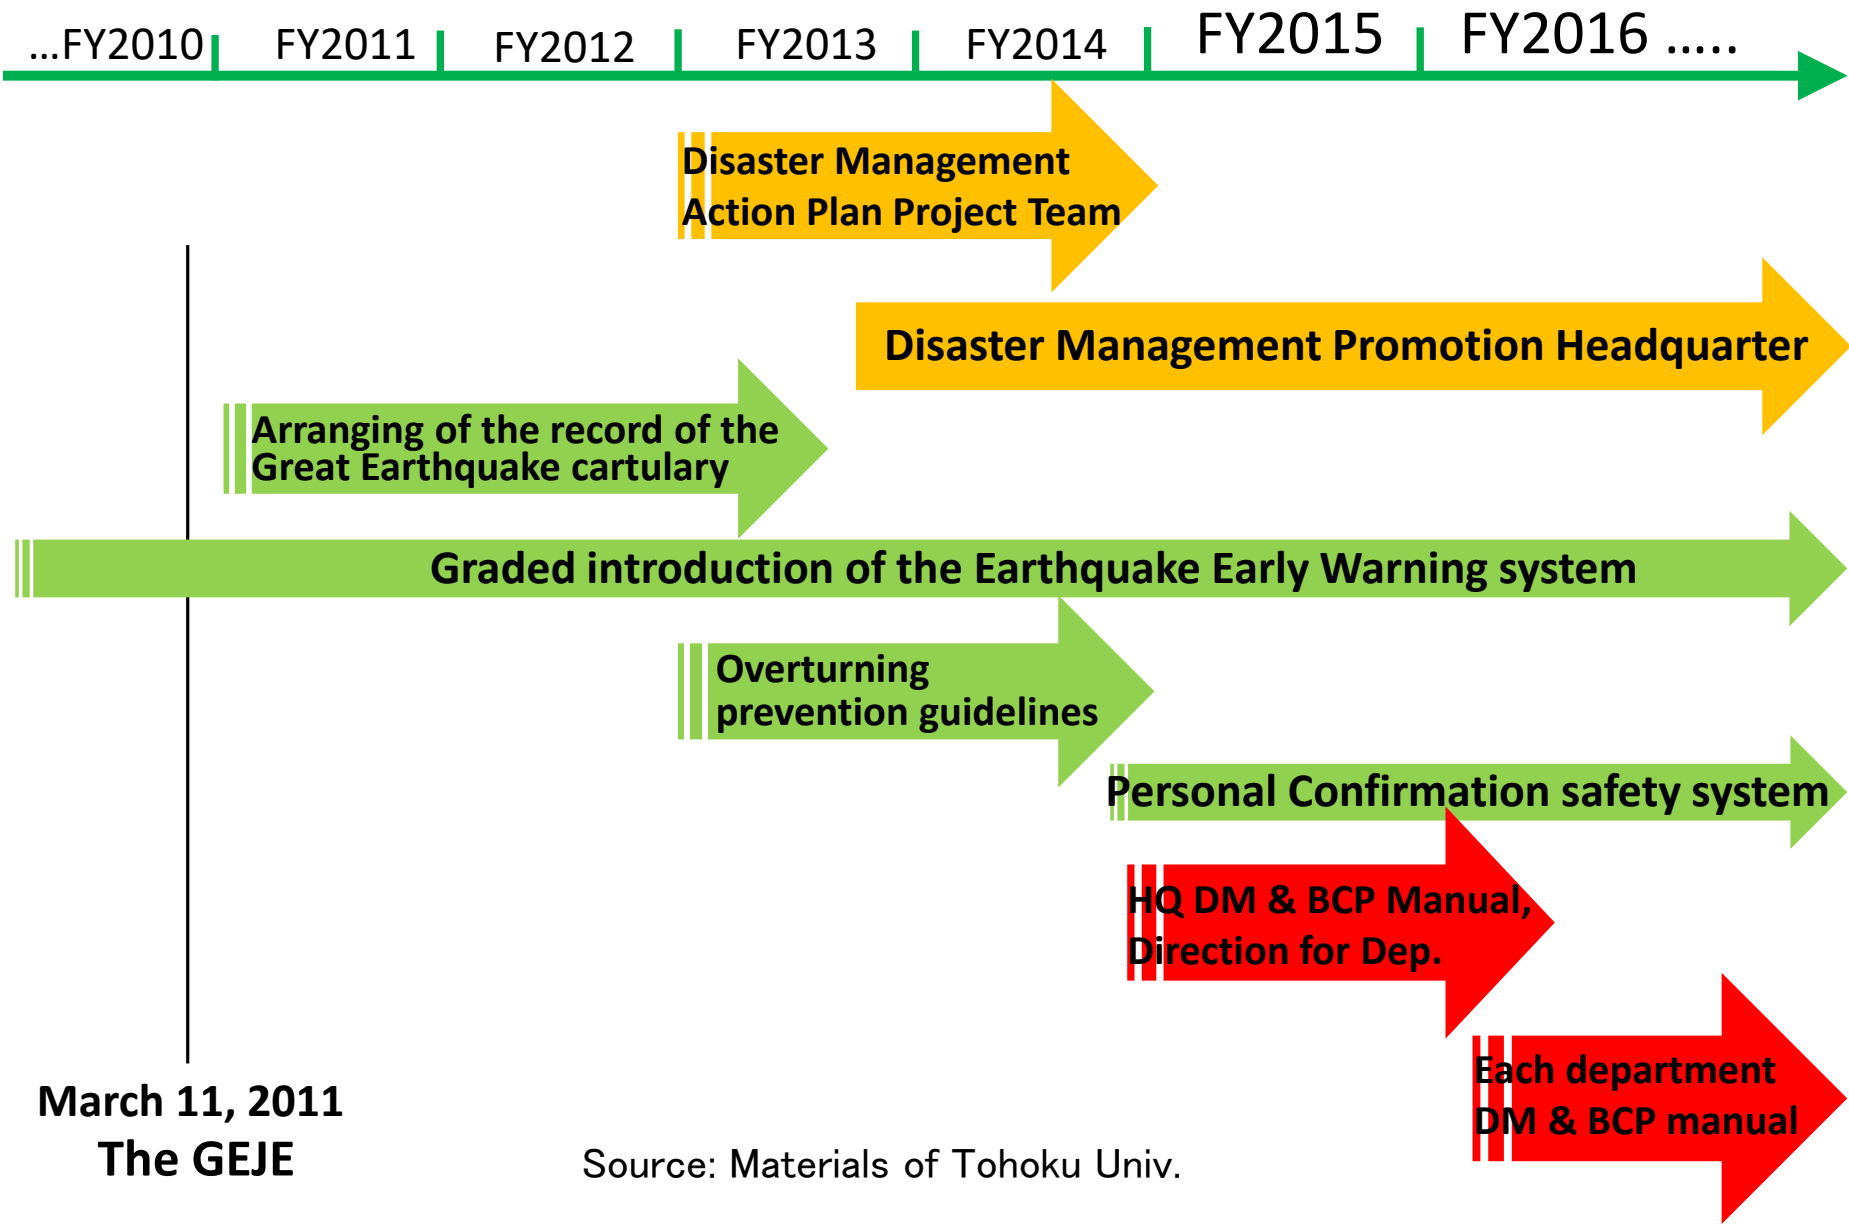 ...FY2010 FY2011 FY2012 FY2013 FY2014 FY2015 FY2016 .....
Disaster Management
Action Plan Project Team
Disaster Management Promotion Headquarter
Arranging of the record of the
Great Earthquake cartulary
Graded introduction of the Earthquake Early Warning system
Overturning
prevention guidelines
Personal Confirmation safety system
HQ DM & BCP Manual,
Direction for Dep.
Each department
DM & BCP manual
March 11, 2011
The GEJE
Source: Materials of Tohoku Univ.